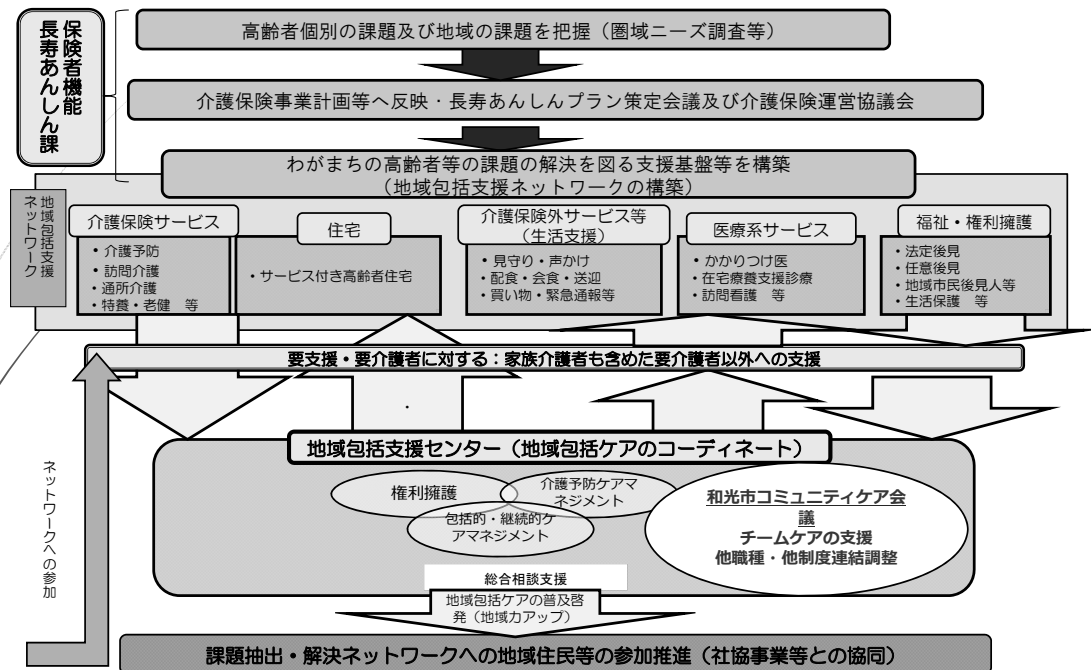 保険者機能
長寿あんしん課
高齢者個別の課題及び地域の課題を把握（圏域ニーズ調査等）
介護保険事業計画等へ反映・長寿あんしんプラン策定会議及び介護保険運営協議会
わがまちの高齢者等の課題の解決を図る支援基盤等を構築
（地域包括支援ネットワークの構築）
地域包括支援
ネットワーク
介護保険サービス
・介護予防
・訪問介護
・通所介護
・特養・老健　等
住宅
・サービス付き高齢者住宅
介護保険外サービス等
（生活支援）
・見守り・声かけ
・配食・会食・送迎
・買い物・緊急通報等
医療系サービス
・かかりつけ医
・在宅療養支援診療
・訪問看護　等
福祉・権利擁護
・法定後見
・任意後見
・地域市民後見人等
・生活保護　等
要支援・要介護者に対する：家族介護者も含めた要介護者以外への支援
ネットワークへの参加
地域包括支援センター（地域包括ケアのコーディネート）
権利擁護
介護予防ケアマ
ネジメント
包括的・継続的ケ
アマネジメント
和光市コミュニティケア会
議
チームケアの支援
他職種・他制度連結調整
総合相談支援
地域包括ケアの普及啓
発（地域力アップ）
課題抽出・解決ネットワークへの地域住民等の参加推進（社協事業等との協同）